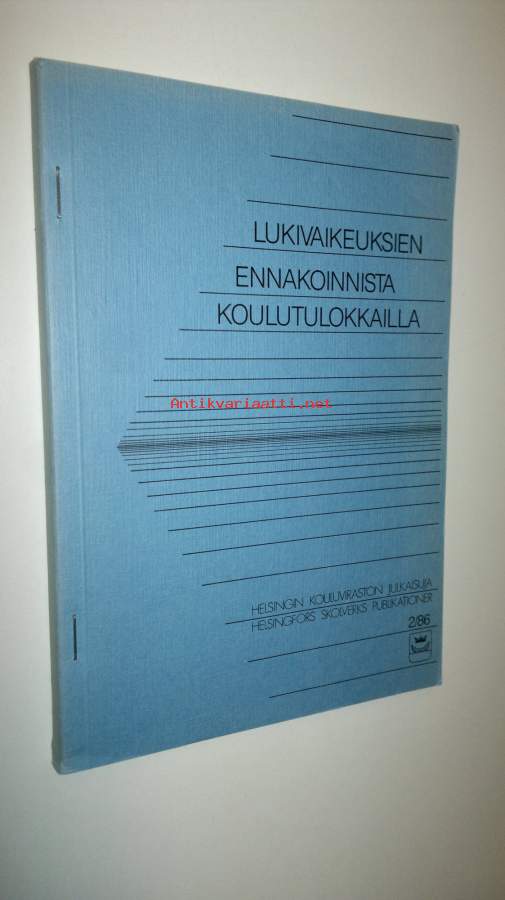 LUKIVAIKEUKSIEN
ENNAKOINNISTA
KOULUTULOKKAILLA
Antikvariaatti.net
HELSINGIN KOULUVIRASTON JULKAISUJA
HELSINGFORS SKOLVERKS PUBLIKATIONER
2/86